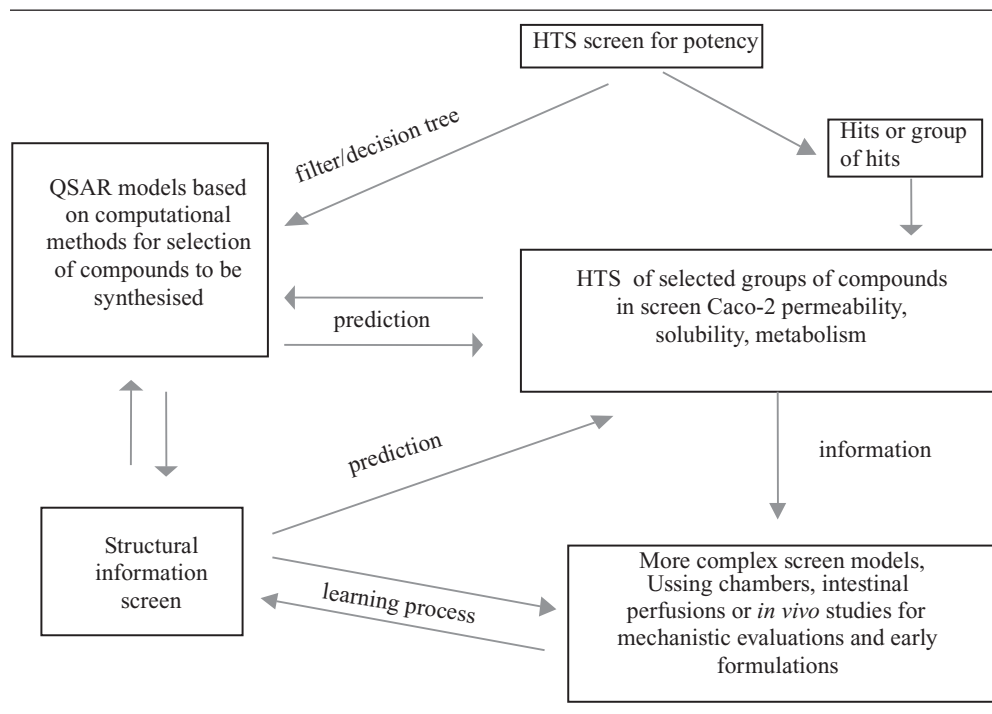 HTS screen for potency
filter/decision tree
Hits or group
of hits
QSAR models based
on computational
methods for selection
of compounds to be
synthesised
HTS of selected groups of compounds
in screen Caco-2 permeability,
solubility, metabolism
prediction
prediction
information
Structural
information
screen
learning process
More complex screen models,
Ussing chambers, intestinal
perfusions or in vivo studies for
mechanistic evaluations and early
formulations